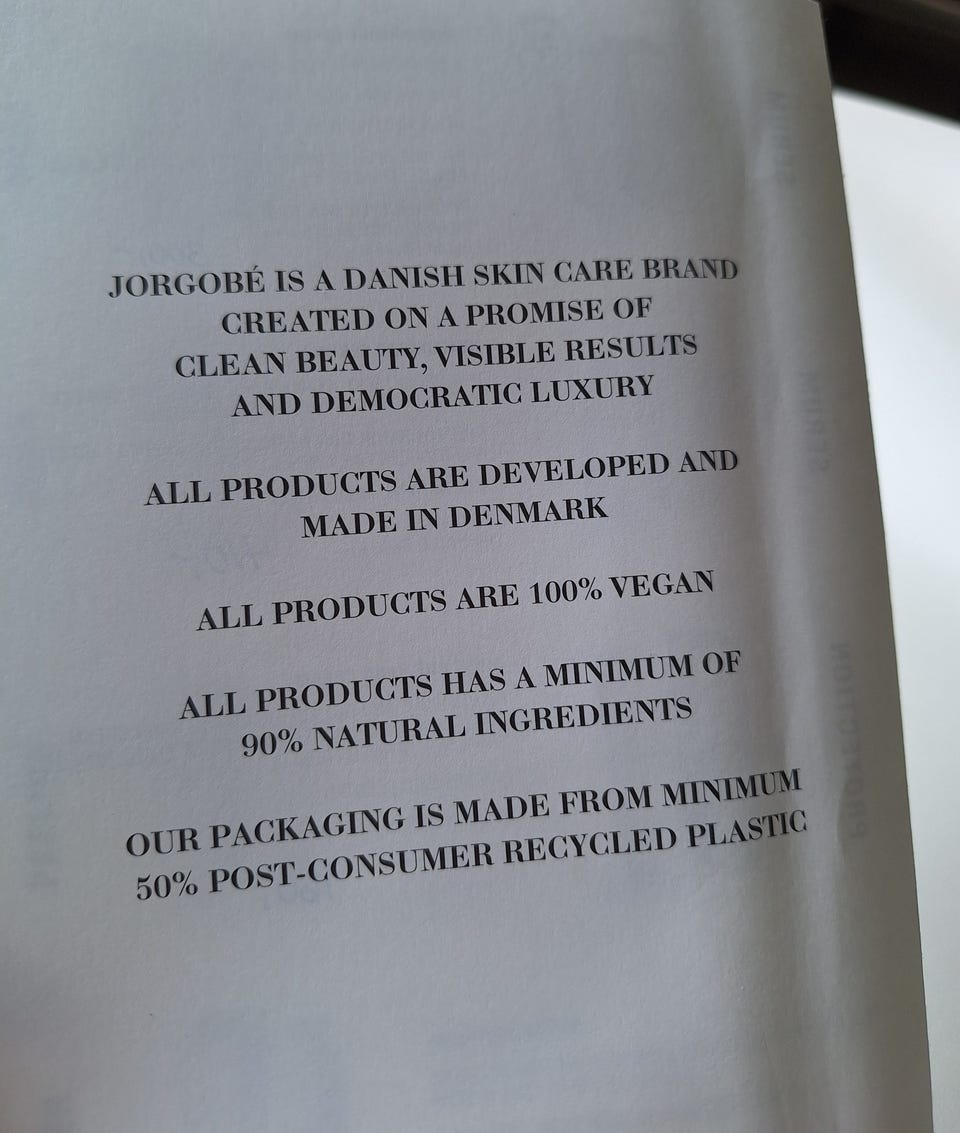 JORGOBÉ IS A DANISH SKIN CARE BRAND
CREATED ON A PROMISE OF
CLEAN BEAUTY, VISIBLE RESULTS
AND DEMOCRATIC LUXURY
ALL PRODUCTS ARE DEVELOPED AND
MADE IN DENMARK
ALL PRODUCTS ARE 100% VEGAN
ALL PRODUCTS HAS A MINIMUM OF
90% NATURAL INGREDIENTS
OUR PACKAGING IS MADE FROM MINIMUM
50% POST-CONSUMER RECYCLED PLASTIC